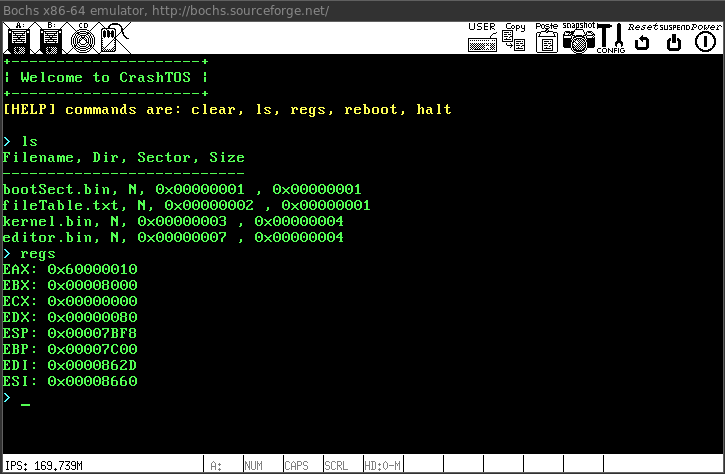 Bochs x86-64 emulator, http://bochs.sourceforge.net/
A: B: CD USER Copy Paste snapshot CONFIG Reset SUSPEND Power
+---------------------+
| Welcome to CrashTOS |
+---------------------+
[HELP] commands are: clear, ls, regs, reboot, halt
> ls
Filename, Dir, Sector, Size
---------------------------
bootSect.bin, N, 0x00000001 , 0x00000001
fileTable.txt, N, 0x00000002 , 0x00000001
kernel.bin, N, 0x00000003 , 0x00000004
editor.bin, N, 0x00000007 , 0x00000004
> regs
EAX: 0x60000010
EBX: 0x00008000
ECX: 0x00000000
EDX: 0x00000080
ESP: 0x00007BF8
EBP: 0x00007C00
EDI: 0x0000862D
ESI: 0x00008660
> _
IPS: 169.739M A: NUM CAPS SCRL HD:0-M